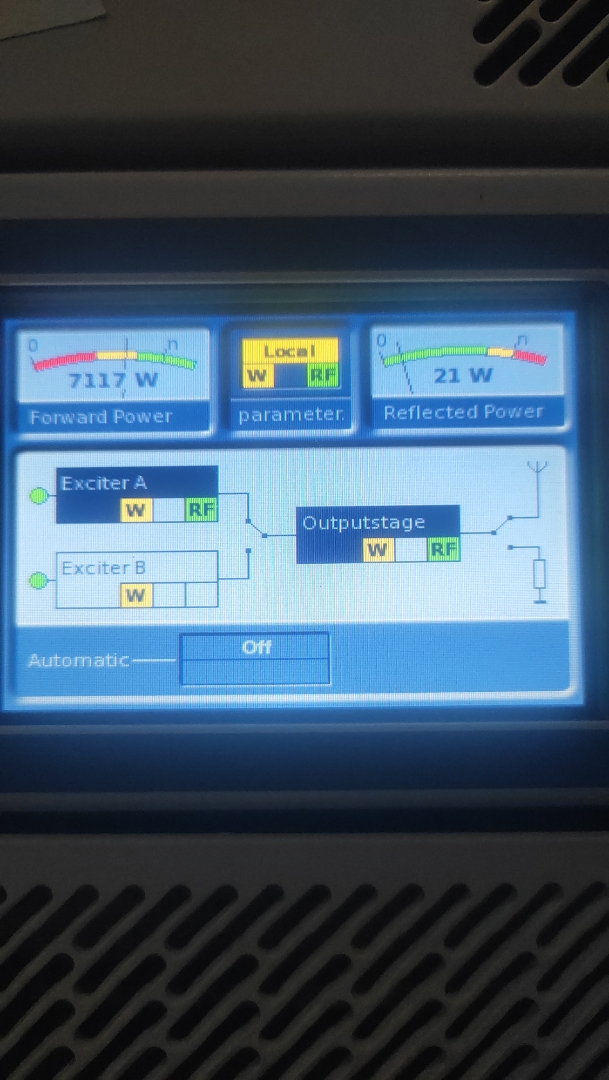 0 n
7117 W
Forward Power
Local
W RF
parameter.
0 n
21 W
Reflected Power
Exciter A
W RF
Outputstage
W RF
Exciter B
W
Automatic
Off